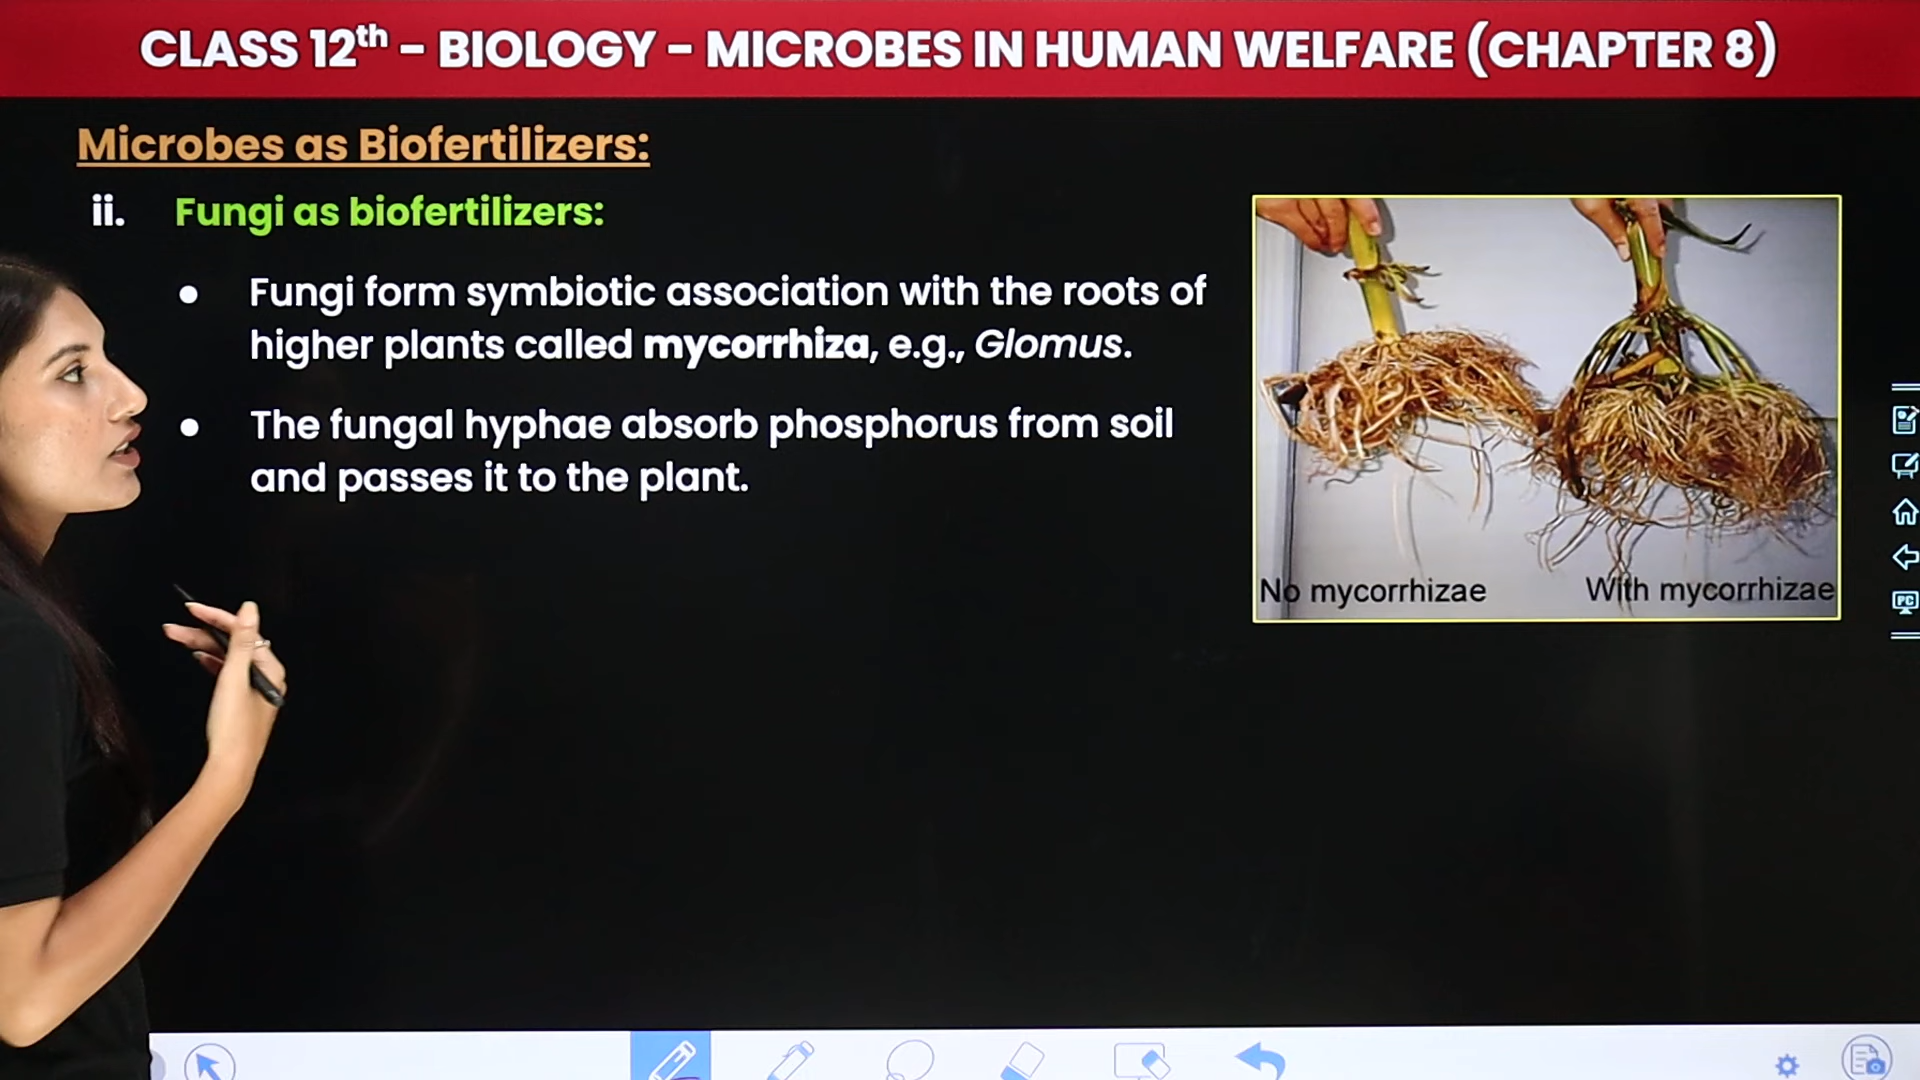 CLASS 12th – BIOLOGY – MICROBES IN HUMAN WELFARE (CHAPTER 8)
Microbes as Biofertilizers:
ii. Fungi as biofertilizers:
● Fungi form symbiotic association with the roots of
higher plants called mycorrhiza, e.g., Glomus.
● The fungal hyphae absorb phosphorus from soil
and passes it to the plant.
No mycorrhizae
With mycorrhizae
PC